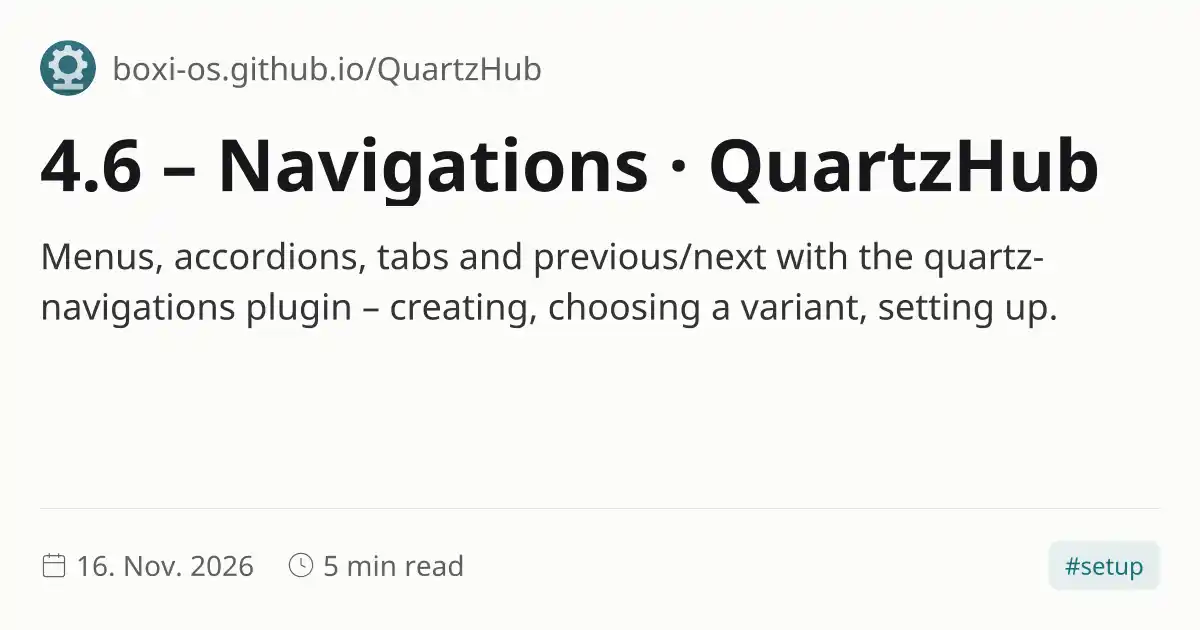 boxi-os.github.io/QuartzHub
4.6 – Navigations · QuartzHub
Menus, accordions, tabs and previous/next with the quartz-
navigations plugin – creating, choosing a variant, setting up.
16. Nov. 2026 5 min read #setup